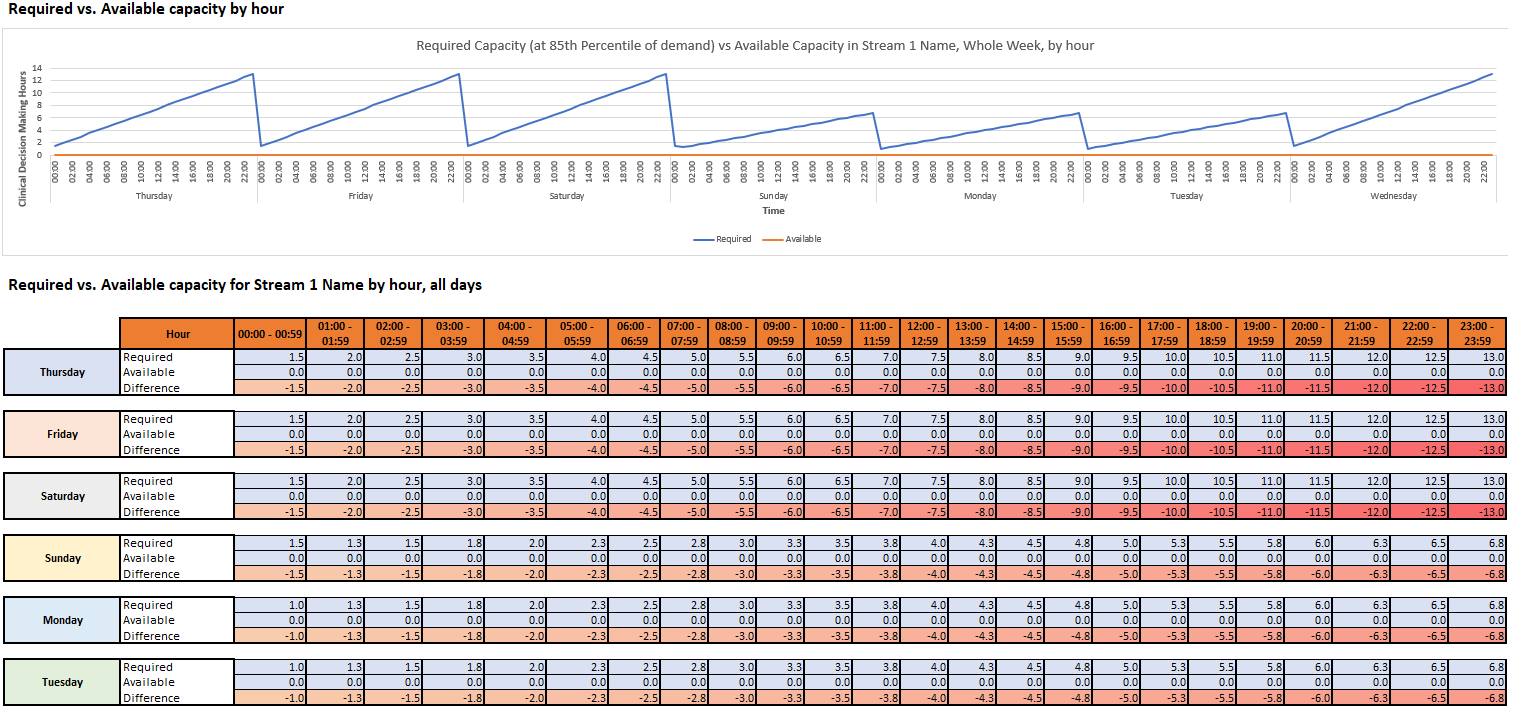 Required vs. Available capacity by hour
Required Capacity (at 85th Percentile of demand) vs Available Capacity in Stream 1 Name, Whole Week, by hour
Clinical Decision Making Hours
14
12
10
8
6
4
2
0
00:00 02:00 04:00 06:00 08:00 10:00 12:00 14:00 16:00 18:00 20:00 22:00 00:00 02:00 04:00 06:00 08:00 10:00 12:00 14:00 16:00 18:00 20:00 22:00 00:00 02:00 04:00 06:00 08:00 10:00 12:00 14:00 16:00 18:00 20:00 22:00 00:00 02:00 04:00 06:00 08:00 10:00 12:00 14:00 16:00 18:00 20:00 22:00 00:00 02:00 04:00 06:00 08:00 10:00 12:00 14:00 16:00 18:00 20:00 22:00 00:00 02:00 04:00 06:00 08:00 10:00 12:00 14:00 16:00 18:00 20:00 22:00 00:00 02:00 04:00 06:00 08:00 10:00 12:00 14:00 16:00 18:00 20:00 22:00
Thursday Friday Saturday Sunday Monday Tuesday Wednesday
Time
Required Available
Required vs. Available capacity for Stream 1 Name by hour, all days
Hour 00:00 - 00:59 01:00 - 01:59 02:00 - 02:59 03:00 - 03:59 04:00 - 04:59 05:00 - 05:59 06:00 - 06:59 07:00 - 07:59 08:00 - 08:59 09:00 - 09:59 10:00 - 10:59 11:00 - 11:59 12:00 - 12:59 13:00 - 13:59 14:00 - 14:59 15:00 - 15:59 16:00 - 16:59 17:00 - 17:59 18:00 - 18:59 19:00 - 19:59 20:00 - 20:59 21:00 - 21:59 22:00 - 22:59 23:00 - 23:59
Thursday
Required 1.5 2.0 2.5 3.0 3.5 4.0 4.5 5.0 5.5 6.0 6.5 7.0 7.5 8.0 8.5 9.0 9.5 10.0 10.5 11.0 11.5 12.0 12.5 13.0
Available 0.0 0.0 0.0 0.0 0.0 0.0 0.0 0.0 0.0 0.0 0.0 0.0 0.0 0.0 0.0 0.0 0.0 0.0 0.0 0.0 0.0 0.0 0.0 0.0
Difference -1.5 -2.0 -2.5 -3.0 -3.5 -4.0 -4.5 -5.0 -5.5 -6.0 -6.5 -7.0 -7.5 -8.0 -8.5 -9.0 -9.5 -10.0 -10.5 -11.0 -11.5 -12.0 -12.5 -13.0
Friday
Required 1.5 2.0 2.5 3.0 3.5 4.0 4.5 5.0 5.5 6.0 6.5 7.0 7.5 8.0 8.5 9.0 9.5 10.0 10.5 11.0 11.5 12.0 12.5 13.0
Available 0.0 0.0 0.0 0.0 0.0 0.0 0.0 0.0 0.0 0.0 0.0 0.0 0.0 0.0 0.0 0.0 0.0 0.0 0.0 0.0 0.0 0.0 0.0 0.0
Difference -1.5 -2.0 -2.5 -3.0 -3.5 -4.0 -4.5 -5.0 -5.5 -6.0 -6.5 -7.0 -7.5 -8.0 -8.5 -9.0 -9.5 -10.0 -10.5 -11.0 -11.5 -12.0 -12.5 -13.0
Saturday
Required 1.5 2.0 2.5 3.0 3.5 4.0 4.5 5.0 5.5 6.0 6.5 7.0 7.5 8.0 8.5 9.0 9.5 10.0 10.5 11.0 11.5 12.0 12.5 13.0
Available 0.0 0.0 0.0 0.0 0.0 0.0 0.0 0.0 0.0 0.0 0.0 0.0 0.0 0.0 0.0 0.0 0.0 0.0 0.0 0.0 0.0 0.0 0.0 0.0
Difference -1.5 -2.0 -2.5 -3.0 -3.5 -4.0 -4.5 -5.0 -5.5 -6.0 -6.5 -7.0 -7.5 -8.0 -8.5 -9.0 -9.5 -10.0 -10.5 -11.0 -11.5 -12.0 -12.5 -13.0
Sunday
Required 1.5 1.3 1.5 1.8 2.0 2.3 2.5 2.8 3.0 3.3 3.5 3.8 4.0 4.3 4.5 4.8 5.0 5.3 5.5 5.8 6.0 6.3 6.5 6.8
Available 0.0 0.0 0.0 0.0 0.0 0.0 0.0 0.0 0.0 0.0 0.0 0.0 0.0 0.0 0.0 0.0 0.0 0.0 0.0 0.0 0.0 0.0 0.0 0.0
Difference -1.5 -1.3 -1.5 -1.8 -2.0 -2.3 -2.5 -2.8 -3.0 -3.3 -3.5 -3.8 -4.0 -4.3 -4.5 -4.8 -5.0 -5.3 -5.5 -5.8 -6.0 -6.3 -6.5 -6.8
Monday
Required 1.0 1.3 1.5 1.8 2.0 2.3 2.5 2.8 3.0 3.3 3.5 3.8 4.0 4.3 4.5 4.8 5.0 5.3 5.5 5.8 6.0 6.3 6.5 6.8
Available 0.0 0.0 0.0 0.0 0.0 0.0 0.0 0.0 0.0 0.0 0.0 0.0 0.0 0.0 0.0 0.0 0.0 0.0 0.0 0.0 0.0 0.0 0.0 0.0
Difference -1.0 -1.3 -1.5 -1.8 -2.0 -2.3 -2.5 -2.8 -3.0 -3.3 -3.5 -3.8 -4.0 -4.3 -4.5 -4.8 -5.0 -5.3 -5.5 -5.8 -6.0 -6.3 -6.5 -6.8
Tuesday
Required 1.0 1.3 1.5 1.8 2.0 2.3 2.5 2.8 3.0 3.3 3.5 3.8 4.0 4.3 4.5 4.8 5.0 5.3 5.5 5.8 6.0 6.3 6.5 6.8
Available 0.0 0.0 0.0 0.0 0.0 0.0 0.0 0.0 0.0 0.0 0.0 0.0 0.0 0.0 0.0 0.0 0.0 0.0 0.0 0.0 0.0 0.0 0.0 0.0
Difference -1.0 -1.3 -1.5 -1.8 -2.0 -2.3 -2.5 -2.8 -3.0 -3.3 -3.5 -3.8 -4.0 -4.3 -4.5 -4.8 -5.0 -5.3 -5.5 -5.8 -6.0 -6.3 -6.5 -6.8